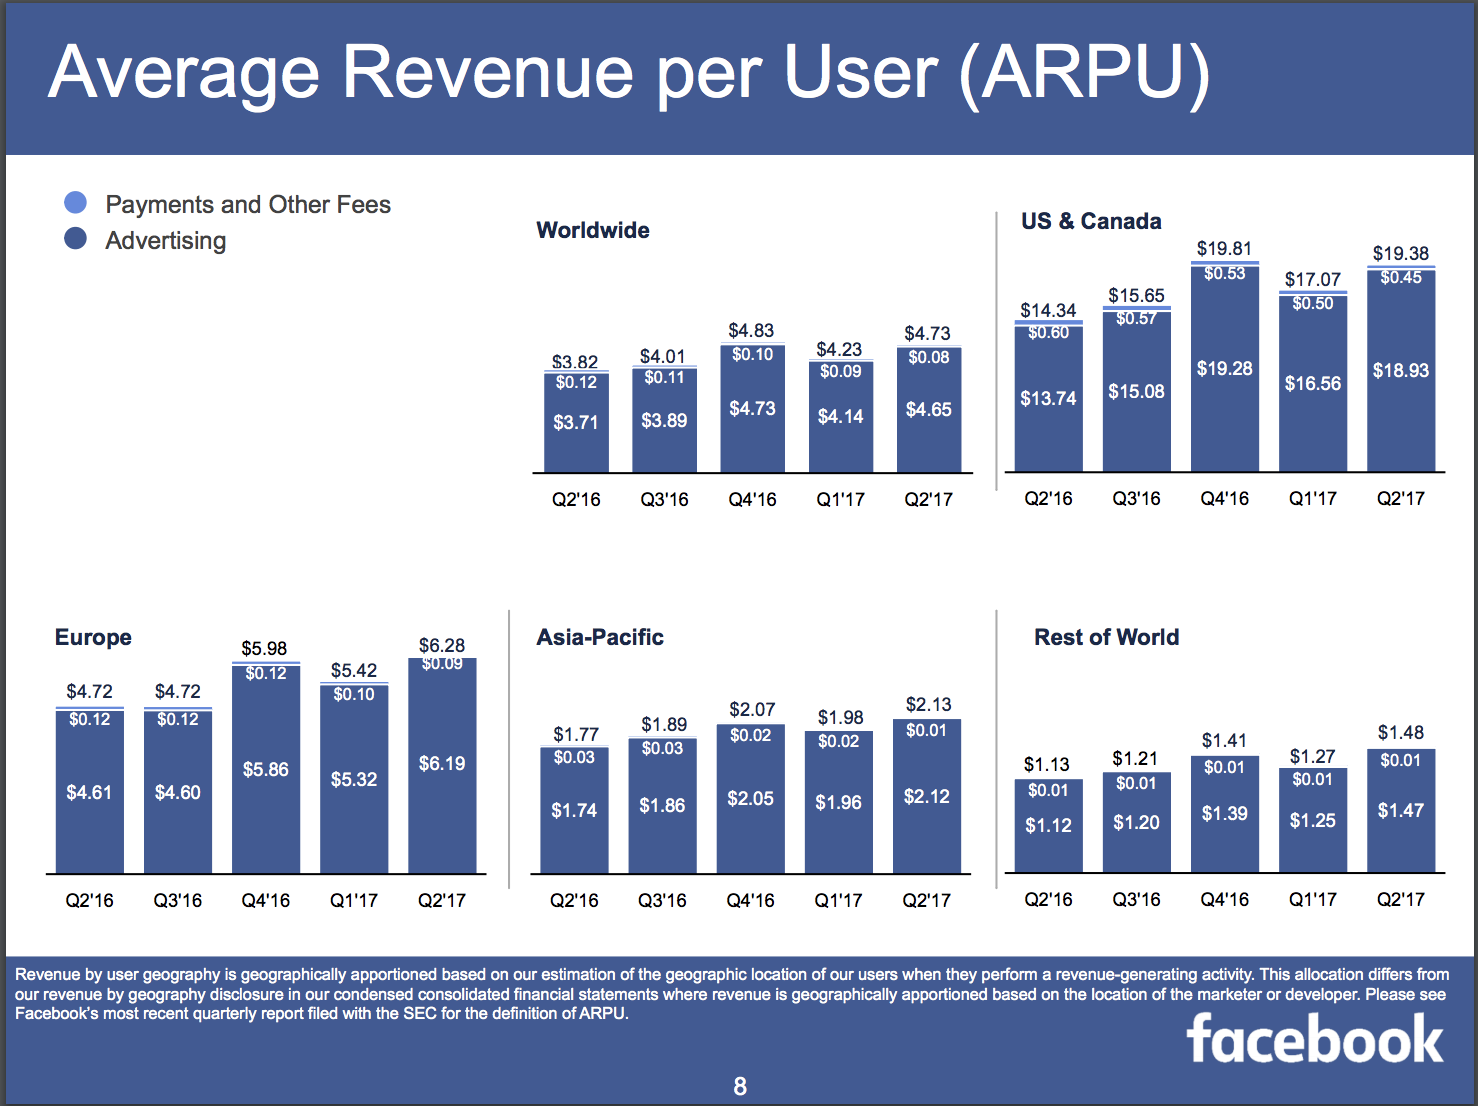 Average Revenue per User (ARPU)
Payments and Other Fees
Advertising
Worldwide
$3.82 $4.01 $4.83 $4.23 $4.73
$0.12 $0.11 $0.10 $0.09 $0.08
$3.71 $3.89 $4.73 $4.14 $4.65
Q2'16 Q3'16 Q4'16 Q1'17 Q2'17
US & Canada
$14.34 $15.65 $19.81 $17.07 $19.38
$0.60 $0.57 $0.53 $0.50 $0.45
$13.74 $15.08 $19.28 $16.56 $18.93
Q2'16 Q3'16 Q4'16 Q1'17 Q2'17
Europe
$4.72 $4.72 $5.98 $5.42 $6.28
$0.12 $0.12 $0.12 $0.10 $0.09
$4.61 $4.60 $5.86 $5.32 $6.19
Q2'16 Q3'16 Q4'16 Q1'17 Q2'17
Asia-Pacific
$1.77 $1.89 $2.07 $1.98 $2.13
$0.03 $0.03 $0.02 $0.02 $0.01
$1.74 $1.86 $2.05 $1.96 $2.12
Q2'16 Q3'16 Q4'16 Q1'17 Q2'17
Rest of World
$1.13 $1.21 $1.41 $1.27 $1.48
$0.01 $0.01 $0.01 $0.01 $0.01
$1.12 $1.20 $1.39 $1.25 $1.47
Q2'16 Q3'16 Q4'16 Q1'17 Q2'17
Revenue by user geography is geographically apportioned based on our estimation of the geographic location of our users when they perform a revenue-generating activity. This allocation differs from
our revenue by geography disclosure in our condensed consolidated financial statements where revenue is geographically apportioned based on the location of the marketer or developer. Please see
Facebook's most recent quarterly report filed with the SEC for the definition of ARPU.
facebook
8